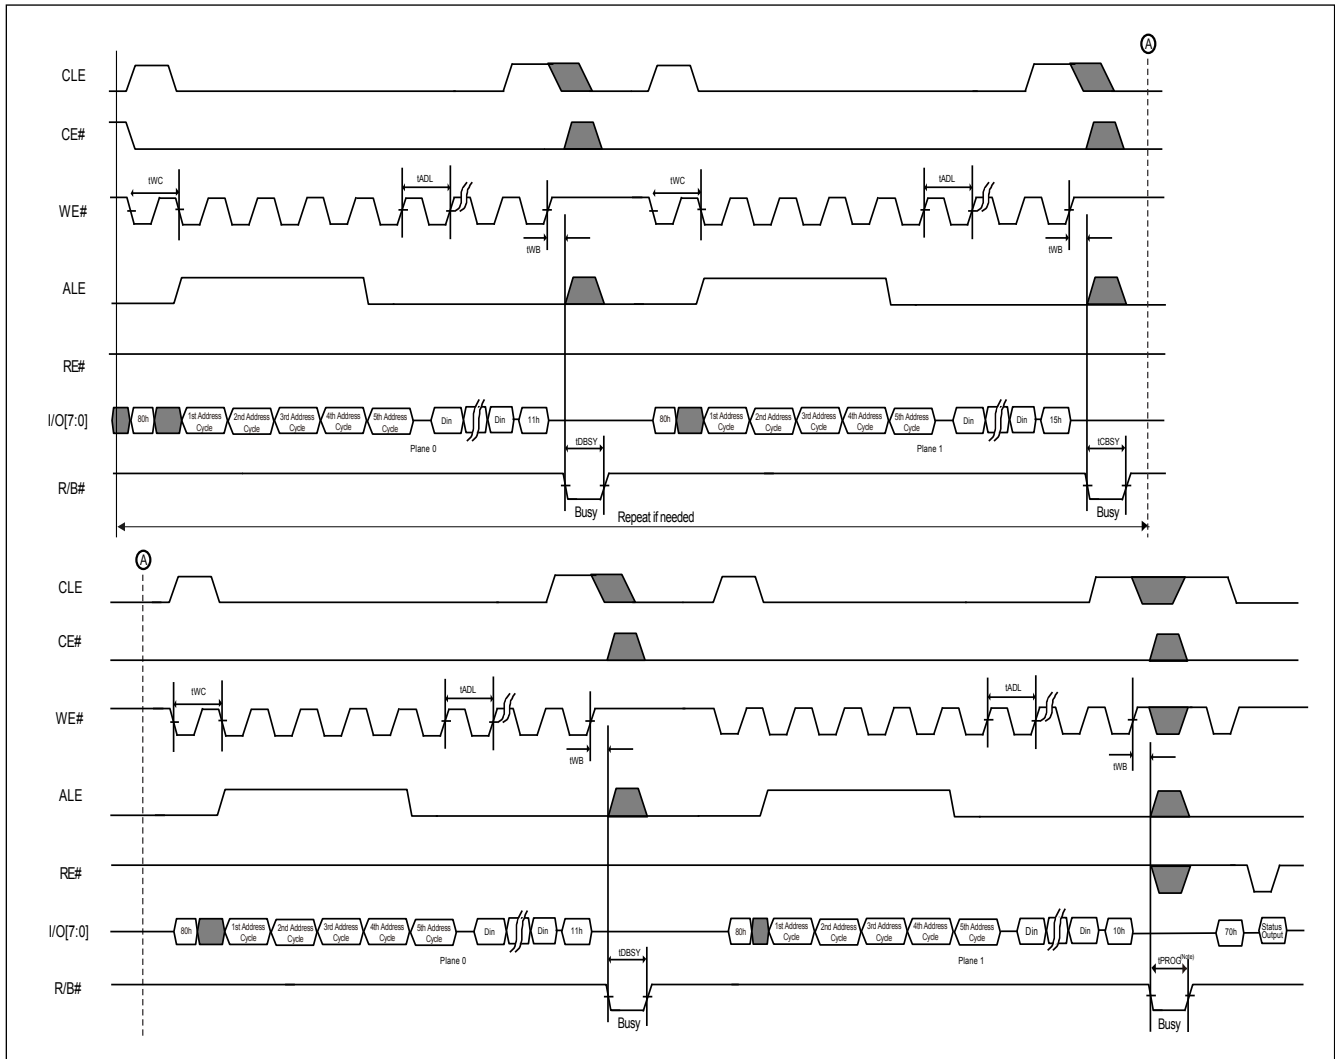 A
CLE
CE#
tWC tADL tWC tADL
WE#
tWB tWB
ALE
RE#
I/O[7:0] 80h 1st Address Cycle 2nd Address Cycle 3rd Address Cycle 4th Address Cycle 5th Address Cycle Din Din 11h 80h 1st Address Cycle 2nd Address Cycle 3rd Address Cycle 4th Address Cycle 5th Address Cycle Din Din 15h
Plane 0 Plane 1
tDBSY tCBSY
R/B#
Busy Busy
Repeat if needed
A
CLE
CE#
tWC tADL tADL
WE#
tWB tWB
ALE
RE#
I/O[7:0] 80h 1st Address Cycle 2nd Address Cycle 3rd Address Cycle 4th Address Cycle 5th Address Cycle Din Din 11h 80h 1st Address Cycle 2nd Address Cycle 3rd Address Cycle 4th Address Cycle 5th Address Cycle Din Din 10h 70h Status Output
Plane 0 Plane 1
tDBSY tPROG(Note)
R/B#
Busy Busy